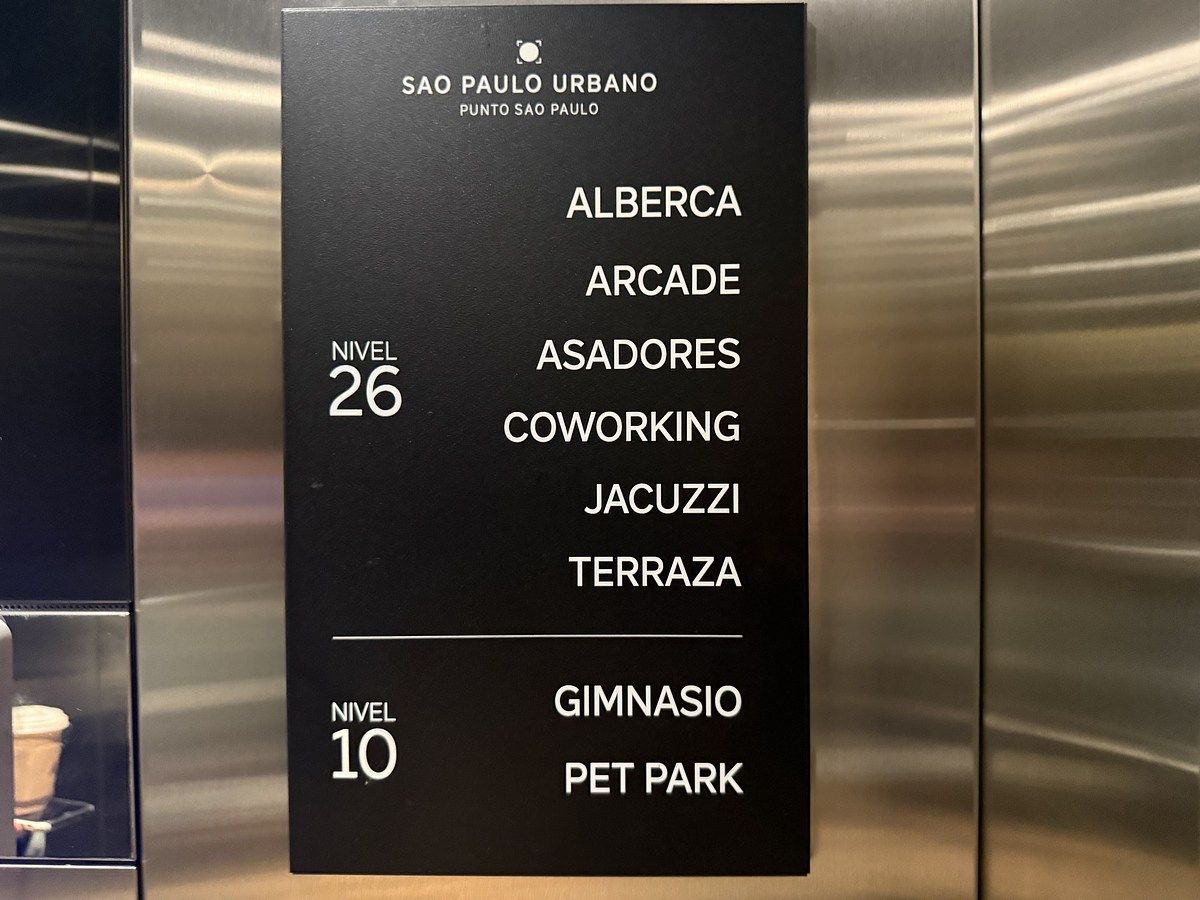 SAO PAULO URBANO
PUNTO SAO PAULO
NIVEL
26
ALBERCA
ARCADE
ASADORES
COWORKING
JACUZZI
TERRAZA
NIVEL
10
GIMNASIO
PET PARK